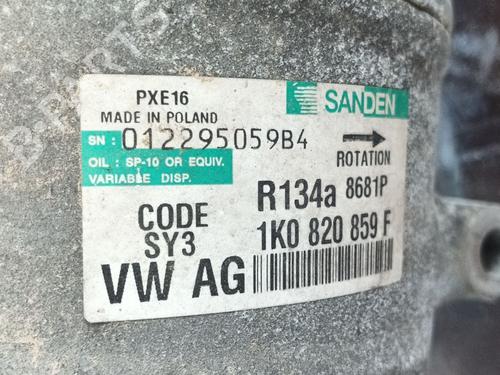 PXE16
SANDEN
MADE IN POLAND
SN: 012295059B4
ROTATION
OIL : SP-10 OR EQUIV.
VARIABLE DISP.
R134a 8681P
CODE
SY3
1K0 820 859 F
VW AG